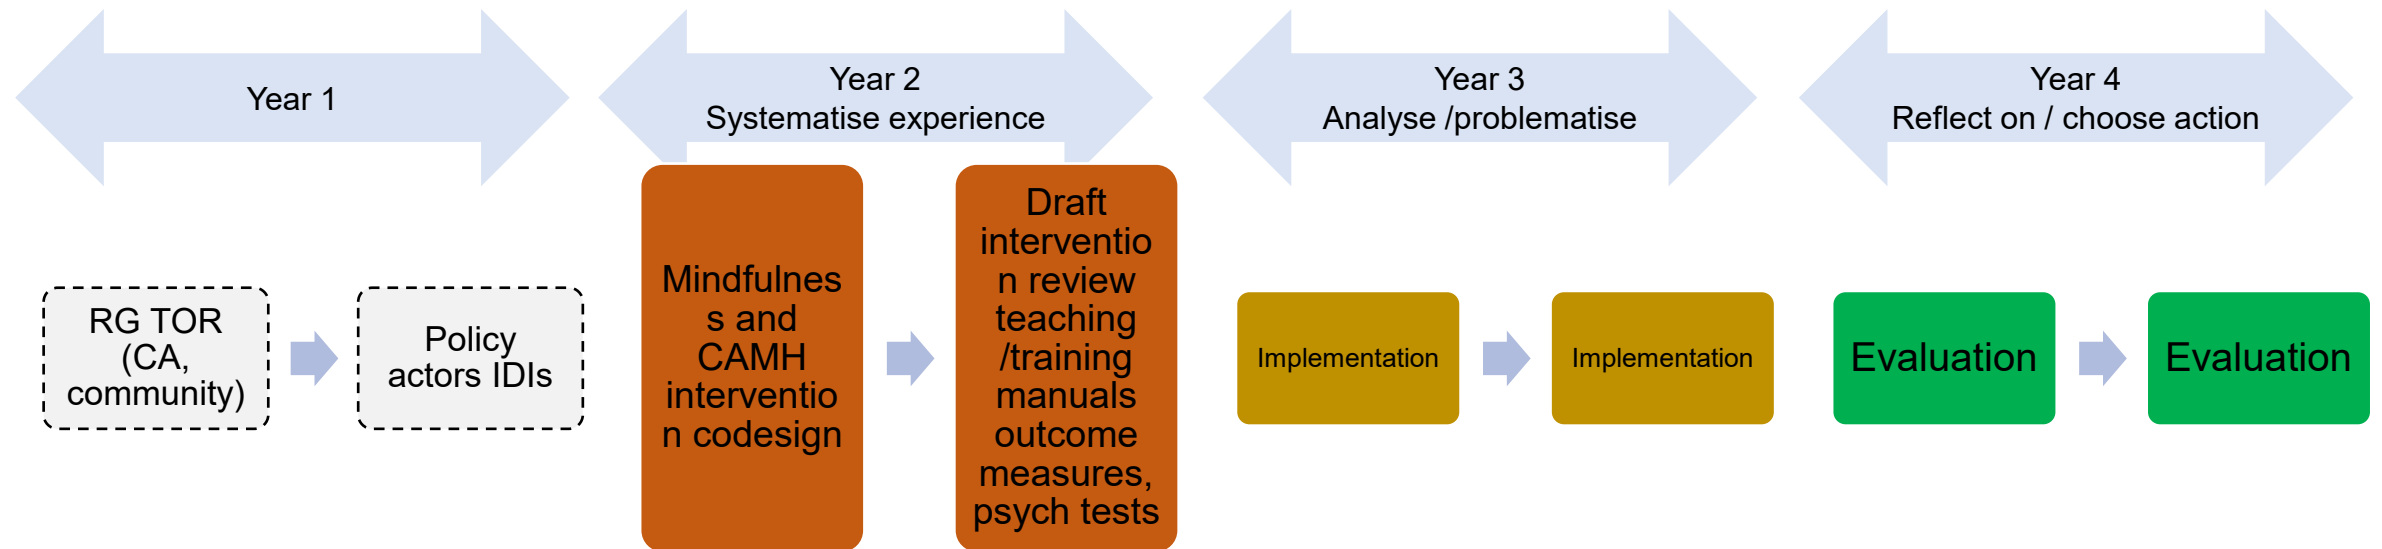 Year 1
Year 2
Systematise experience
Year 3
Analyse /problematise
Year 4
Reflect on / choose action
RG TOR
(CA,
community)
Policy
actors IDIs
Mindfulnes
s and
CAMH
interventio
n codesign
Draft
interventio
n review
teaching
/training
manuals
outcome
measures,
psych tests
Implementation
Implementation
Evaluation
Evaluation